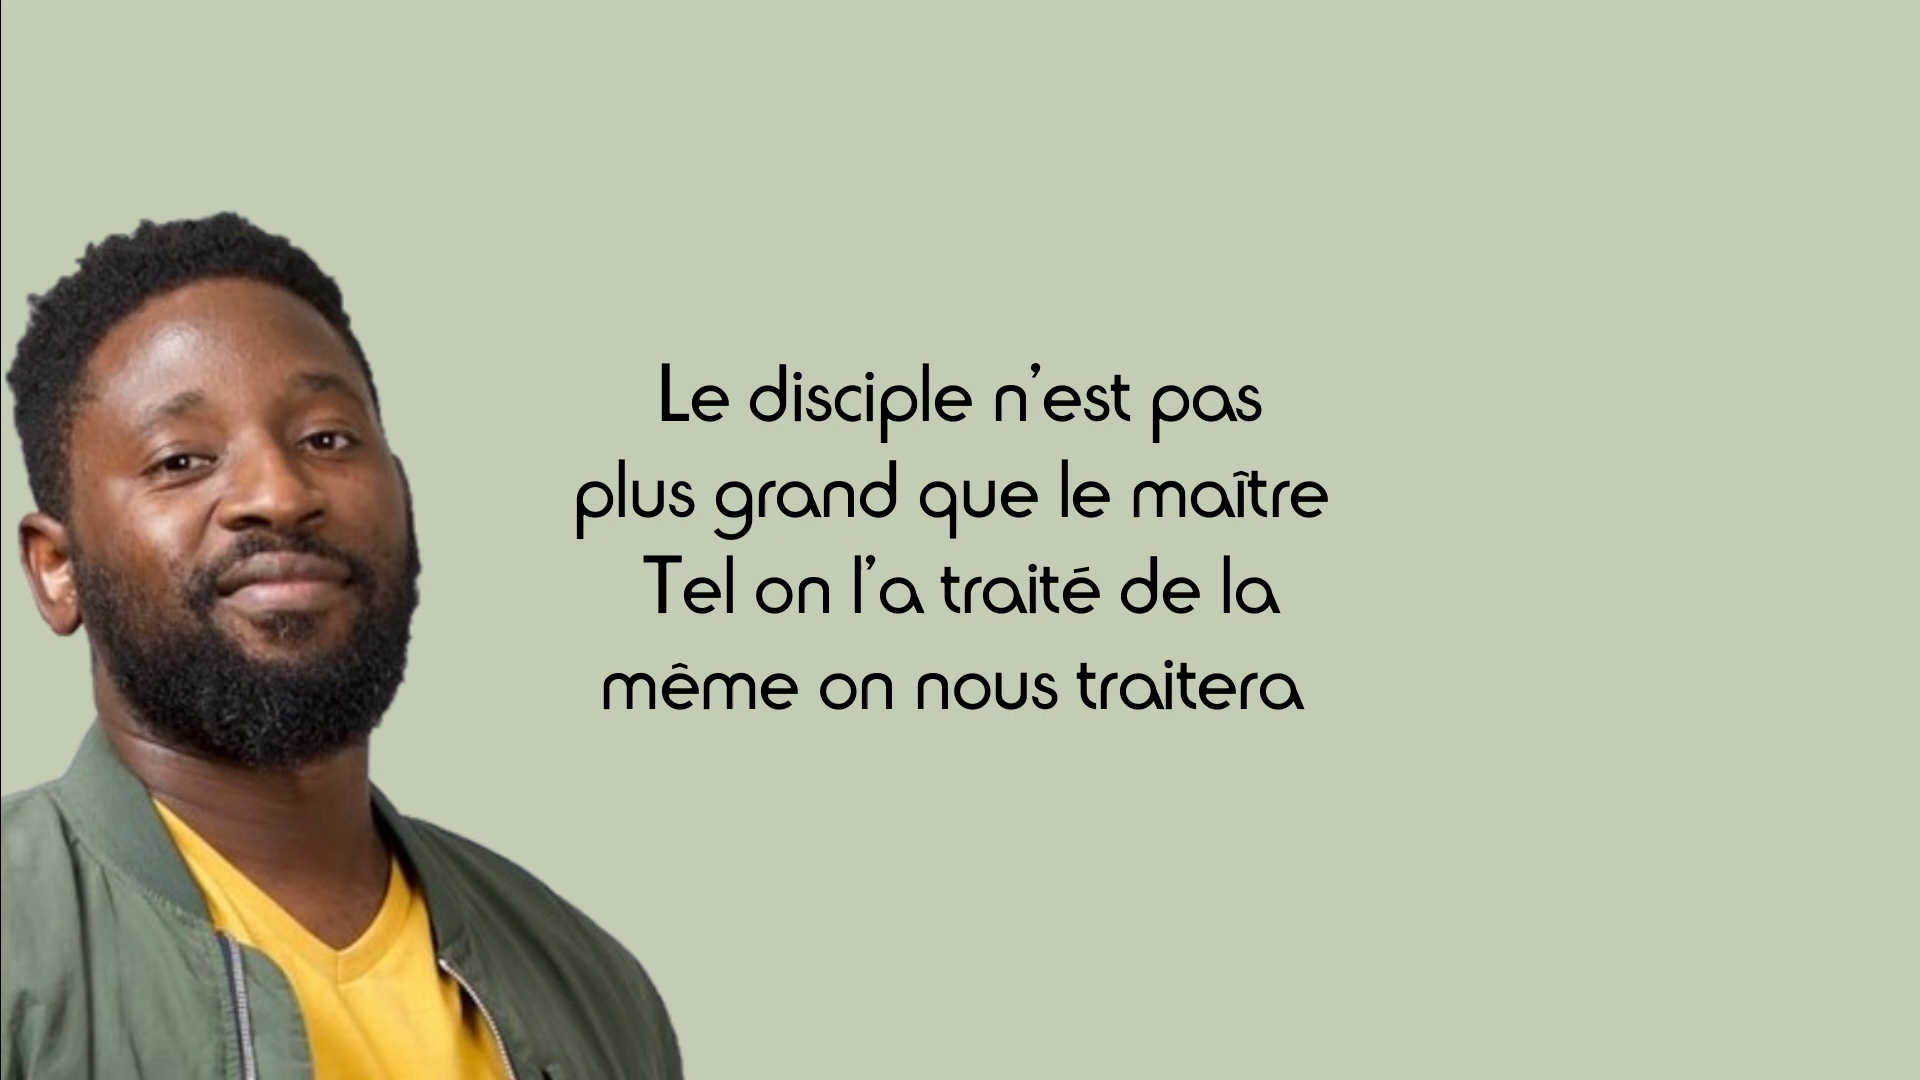 Le disciple n’est pas
plus grand que le maître
Tel on l’a traité de la
même on nous traitera